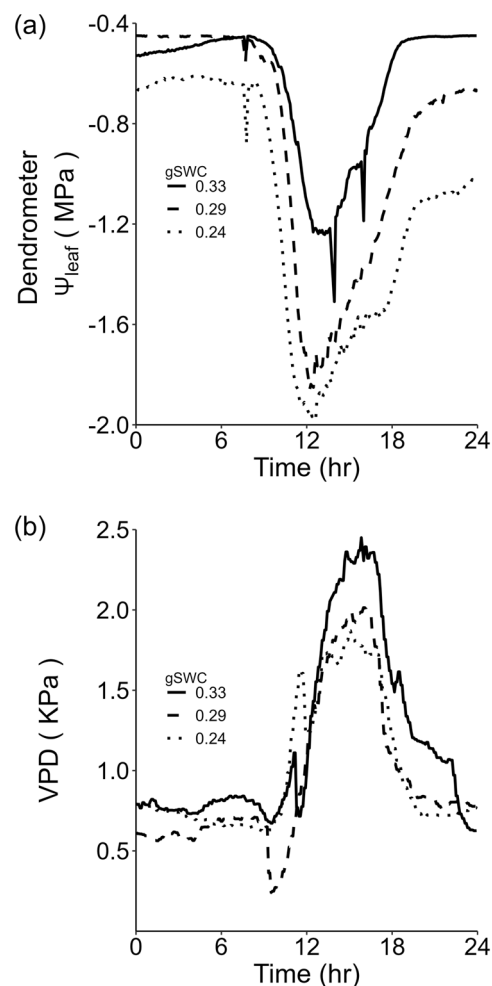 (a)
-0.4
-0.8
-1.2
-1.6
-2.0
Dendrometer
Ψleaf ( MPa )
gSWC
0.33
0.29
0.24
0 6 12 18 24
Time (hr)
(b)
2.5
2.0
1.5
1.0
0.5
VPD ( KPa )
gSWC
0.33
0.29
0.24
0 6 12 18 24
Time (hr)